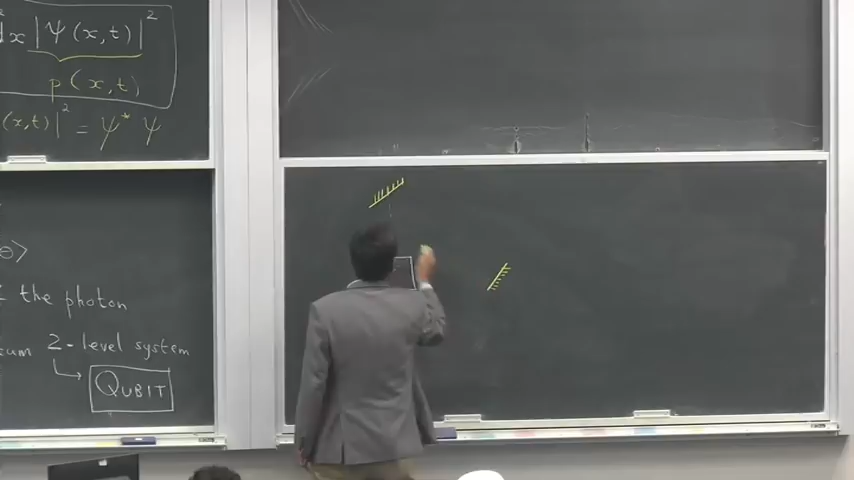 dx |Ψ(x,t)|²
p(x,t)
(x,t)|² = Ψ* Ψ
the photon
2-level system
QUBIT